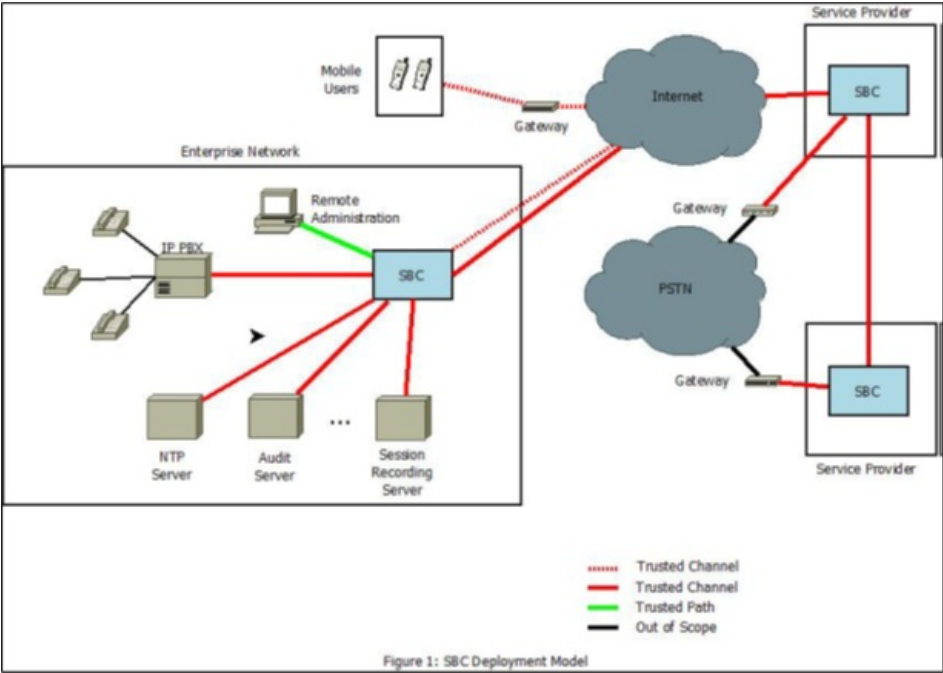 Service Provider
Mobile
Users
Internet
SBC
Gateway
Enterprise Network
Remote
Administration
Gateway
IP PBX
SBC
PSTN
Gateway
SBC
NTP
Server
Audit
Server
...
Session
Recording
Server
Service Provider
Trusted Channel
Trusted Channel
Trusted Path
Out of Scope
Figure 1: SBC Deployment Model